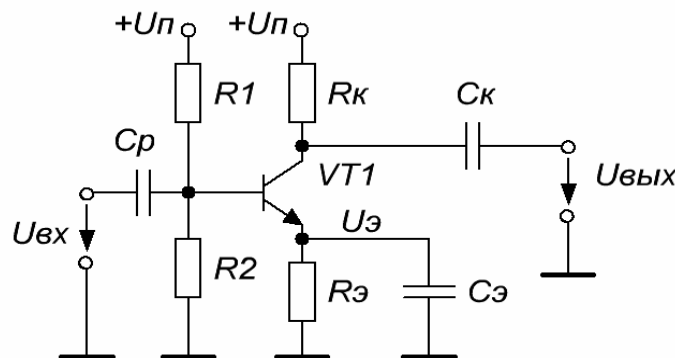 +Uп +Uп
R1 Rк Cк
Cр
VT1
Uвх Uэ Uвых
R2 Rэ Cэ